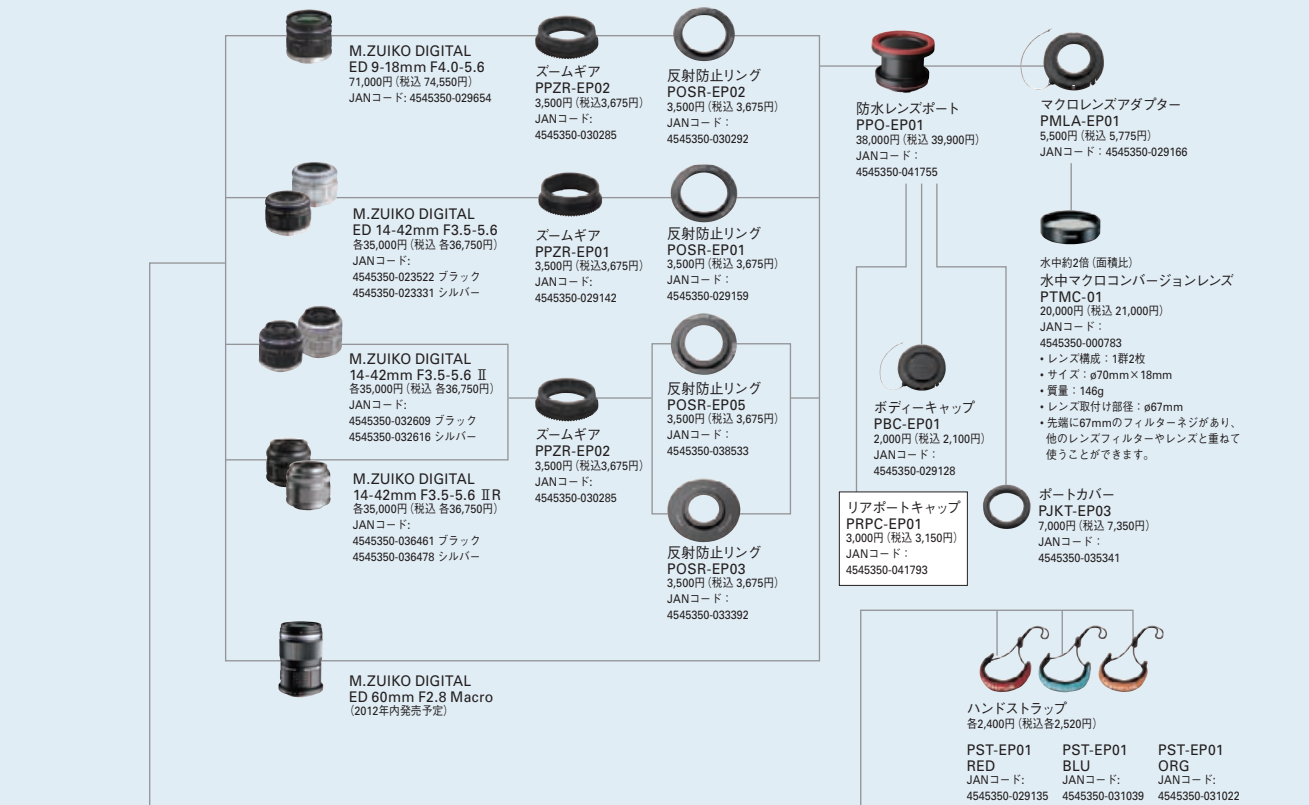 M.ZUIKO DIGITAL
ED 9-18mm F4.0-5.6
71,000円（税込 74,550円）
JANコード: 4545350-029654
ズームギア
PPZR-EP02
3,500円（税込3,675円）
JANコード：
4545350-030285
反射防止リング
POSR-EP02
3,500円（税込 3,675円）
JANコード：
4545350-030292
防水レンズポート
PPO-EP01
38,000円（税込 39,900円）
JANコード：
4545350-041755
マクロレンズアダプター
PMLA-EP01
5,500円（税込 5,775円）
JANコード：4545350-029166
M.ZUIKO DIGITAL
ED 14-42mm F3.5-5.6
各35,000円（税込 各36,750円）
JANコード:
4545350-023522 ブラック
4545350-023331 シルバー
ズームギア
PPZR-EP01
3,500円（税込3,675円）
JANコード：
4545350-029142
反射防止リング
POSR-EP01
3,500円（税込 3,675円）
JANコード：
4545350-029159
水中約2倍（面積比）
水中マクロコンバージョンレンズ
PTMC-01
20,000円（税込 21,000円）
JANコード：
4545350-000783
• レンズ構成：1群2枚
• サイズ：ø70mm×18mm
• 質量：146g
• レンズ取付け部径：ø67mm
• 先端に67mmのフィルターネジがあり、
他のレンズフィルターやレンズと重ねて
使うことができます。
M.ZUIKO DIGITAL
14-42mm F3.5-5.6 Ⅱ
各35,000円（税込 各36,750円）
JANコード:
4545350-032609 ブラック
4545350-032616 シルバー
M.ZUIKO DIGITAL
14-42mm F3.5-5.6 ⅡR
各35,000円（税込 各36,750円）
JANコード:
4545350-036461 ブラック
4545350-036478 シルバー
ズームギア
PPZR-EP02
3,500円（税込3,675円）
JANコード：
4545350-030285
反射防止リング
POSR-EP05
3,500円（税込 3,675円）
JANコード：
4545350-038533
反射防止リング
POSR-EP03
3,500円（税込 3,675円）
JANコード：
4545350-033392
ボディーキャップ
PBC-EP01
2,000円（税込 2,100円）
JANコード：
4545350-029128
リアポートキャップ
PRPC-EP01
3,000円（税込 3,150円）
JANコード：
4545350-041793
ポートカバー
PJKT-EP03
7,000円（税込 7,350円）
JANコード：
4545350-035341
M.ZUIKO DIGITAL
ED 60mm F2.8 Macro
（2012年内発売予定）
ハンドストラップ
各2,400円（税込各2,520円）
PST-EP01
RED
JANコード:
4545350-029135
PST-EP01
BLU
JANコード:
4545350-031039
PST-EP01
ORG
JANコード:
4545350-031022